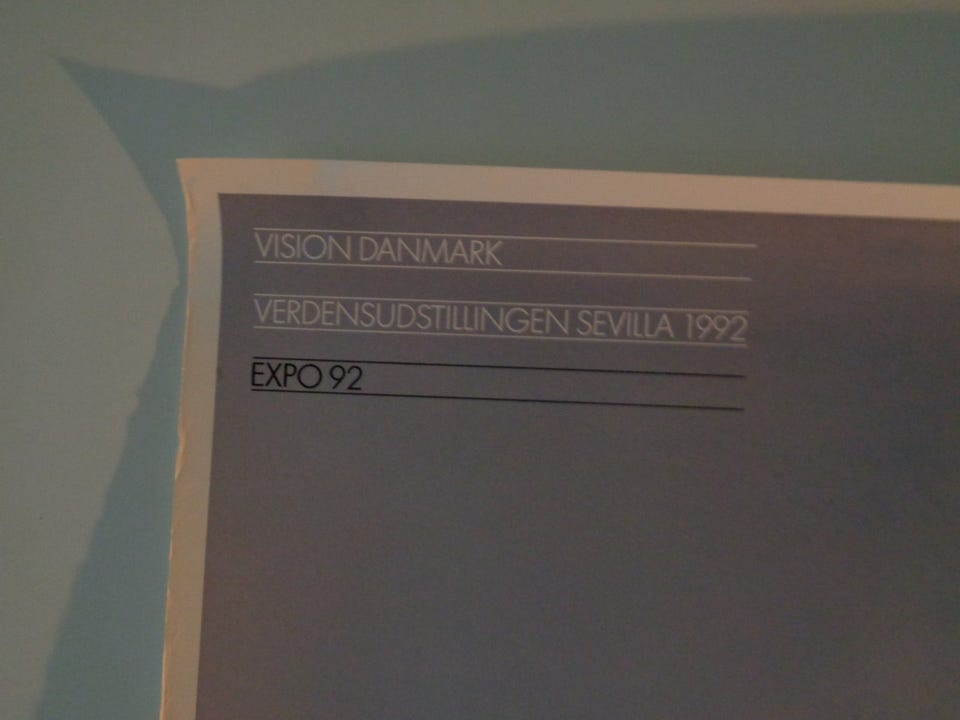 VISION DANMARK
VERDENSUDSTILLINGEN SEVILLA 1992
EXPO 92